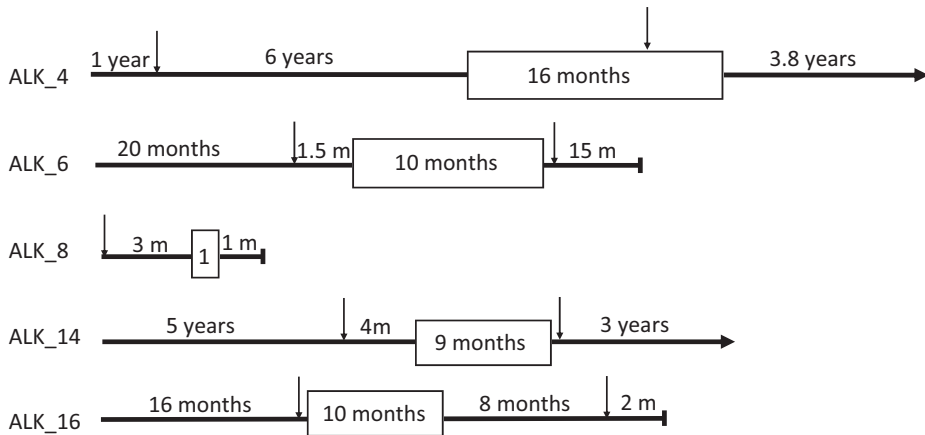 1 year 6 years 3.8 years
ALK_4 16 months
20 months 1.5 m 15 m
ALK_6 10 months
3 m 1 m
ALK_8 1
5 years 4m 3 years
ALK_14 9 months
16 months 8 months 2 m
ALK_16 10 months